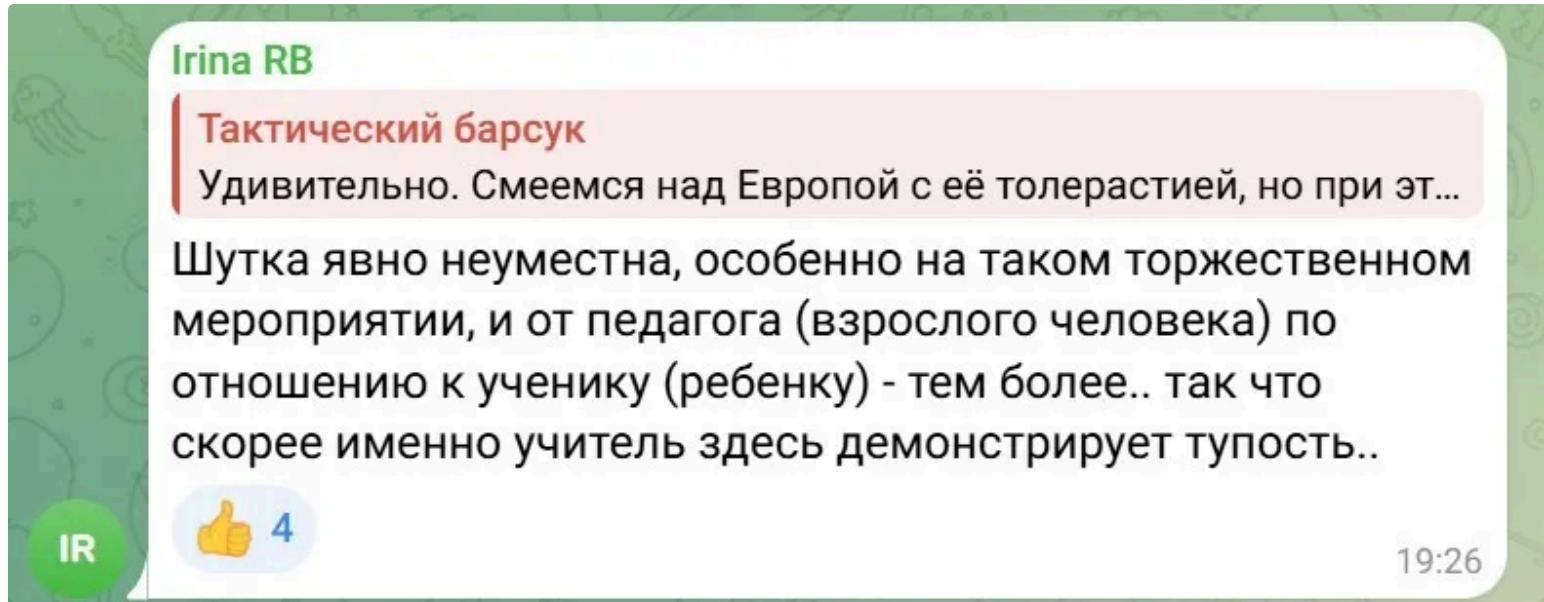 Irina RB
Тактический барсук
Удивительно. Смеемся над Европой с её толерастией, но при эт...
Шутка явно неуместна, особенно на таком торжественном
мероприятии, и от педагога (взрослого человека) по
отношению к ученику (ребенку) - тем более.. так что
скорее именно учитель здесь демонстрирует тупость..
👍 4
IR
19:26